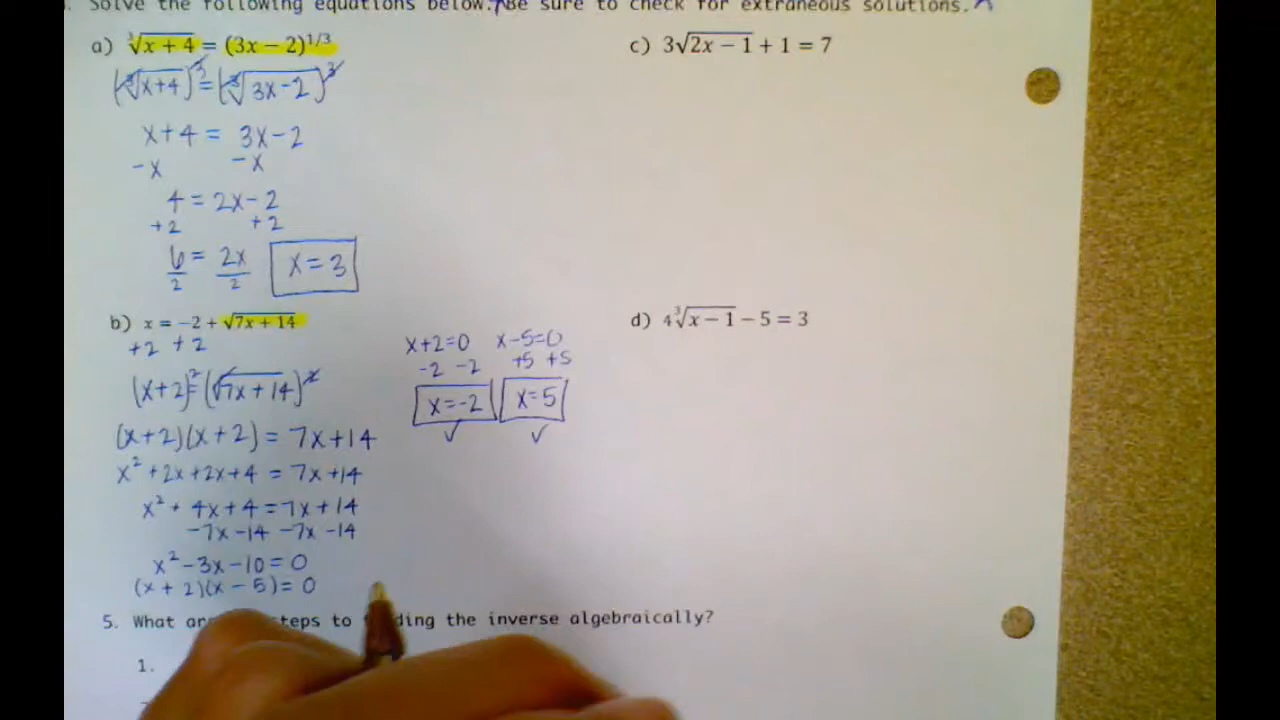 Solve the following equations below. Be sure to check for extraneous solutions.
a) ∛(x + 4) = (3x − 2)^1/3
(∛(x+4))³ = (∛(3x-2))³
x+4 = 3x-2
-x -x
4 = 2x-2
+2 +2
6/2 = 2x/2
x=3
b) x = −2 + √(7x + 14)
+2 +2
(x+2)² = (√(7x+14))²
(x+2)(x+2) = 7x+14
x² +2x+2x+4 = 7x+14
x² + 4x+4 = 7x+14
-7x-14 -7x-14
x² -3x-10 = 0
(x + 2)(x - 5) = 0
x+2=0 x-5=0
-2 -2 +5 +5
x=-2 x=5
✓ ✓
c) 3√(2x − 1) + 1 = 7
d) 4∛(x − 1) − 5 = 3
5. What teps to ding the inverse algebraically?
1.